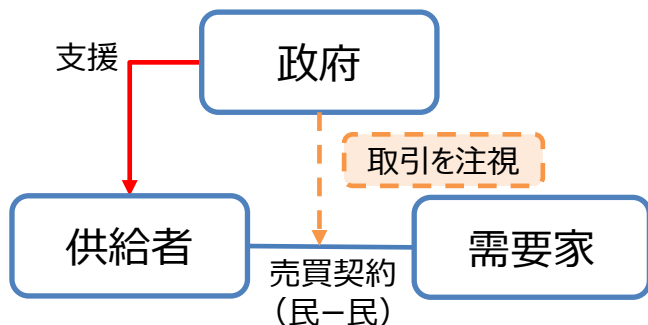 支援
政府
取引を注視
供給者
需要家
売買契約
（民ー民）